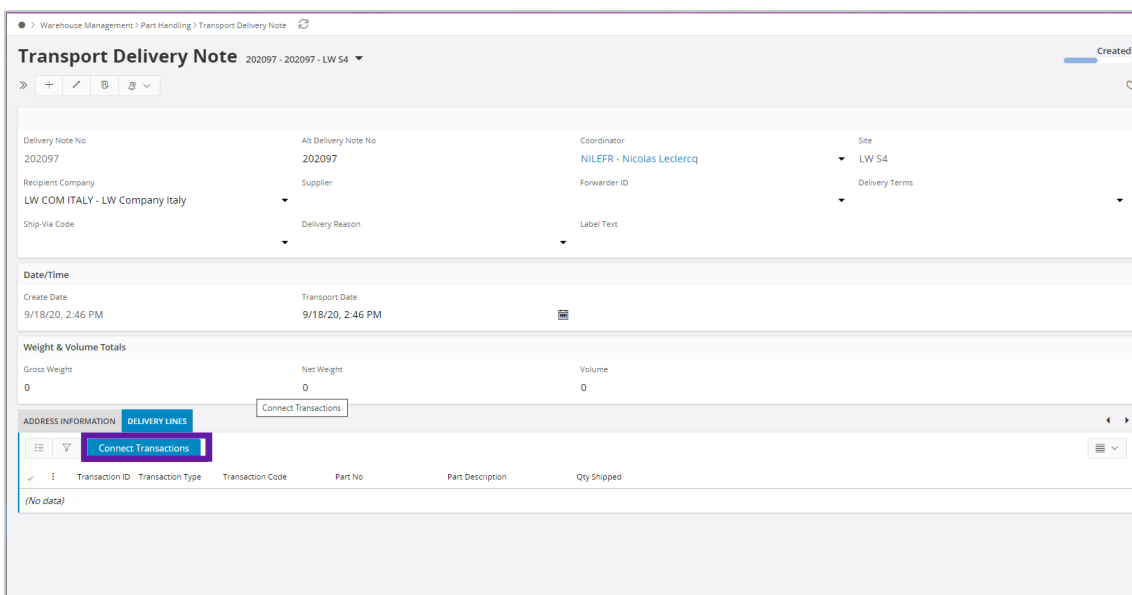 > Warehouse Management > Part Handling > Transport Delivery Note
Transport Delivery Note 202097 - 202097 - LW S4
Created
Delivery Note No Alt Delivery Note No Coordinator Site
202097 202097 NILEFR - Nicolas Leclercq LW S4
Recipient Company Supplier Forwarder ID Delivery Terms
LW COM ITALY - LW Company Italy
Ship-Via Code Delivery Reason Label Text
Date/Time
Create Date Transport Date
9/18/20, 2:46 PM 9/18/20, 2:46 PM
Weight & Volume Totals
Gross Weight Net Weight Volume
0 0 0
Connect Transactions
ADDRESS INFORMATION DELIVERY LINES
Connect Transactions
Transaction ID Transaction Type Transaction Code Part No Part Description Qty Shipped
(No data)